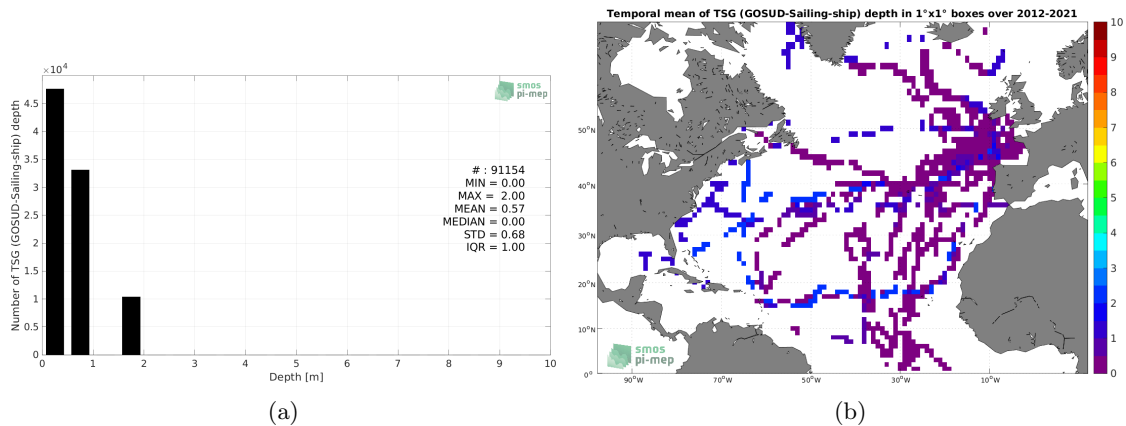 ×10⁴
4.5
4
3.5
3
2.5
2
1.5
1
0.5
0
Number of TSG (GOSUD-Sailing-ship) depth
smos
pi-mep
# : 91154
MIN = 0.00
MAX = 2.00
MEAN = 0.57
MEDIAN = 0.00
STD = 0.68
IQR = 1.00
0 1 2 3 4 5 6 7 8 9 10
Depth [m]
(a)
Temporal mean of TSG (GOSUD-Sailing-ship) depth in 1°x1° boxes over 2012-2021
50°N
40°N
30°N
20°N
10°N
0°
90°W 70°W 50°W 30°W 10°W
smos
pi-mep
10
9
8
7
6
5
4
3
2
1
0
(b)